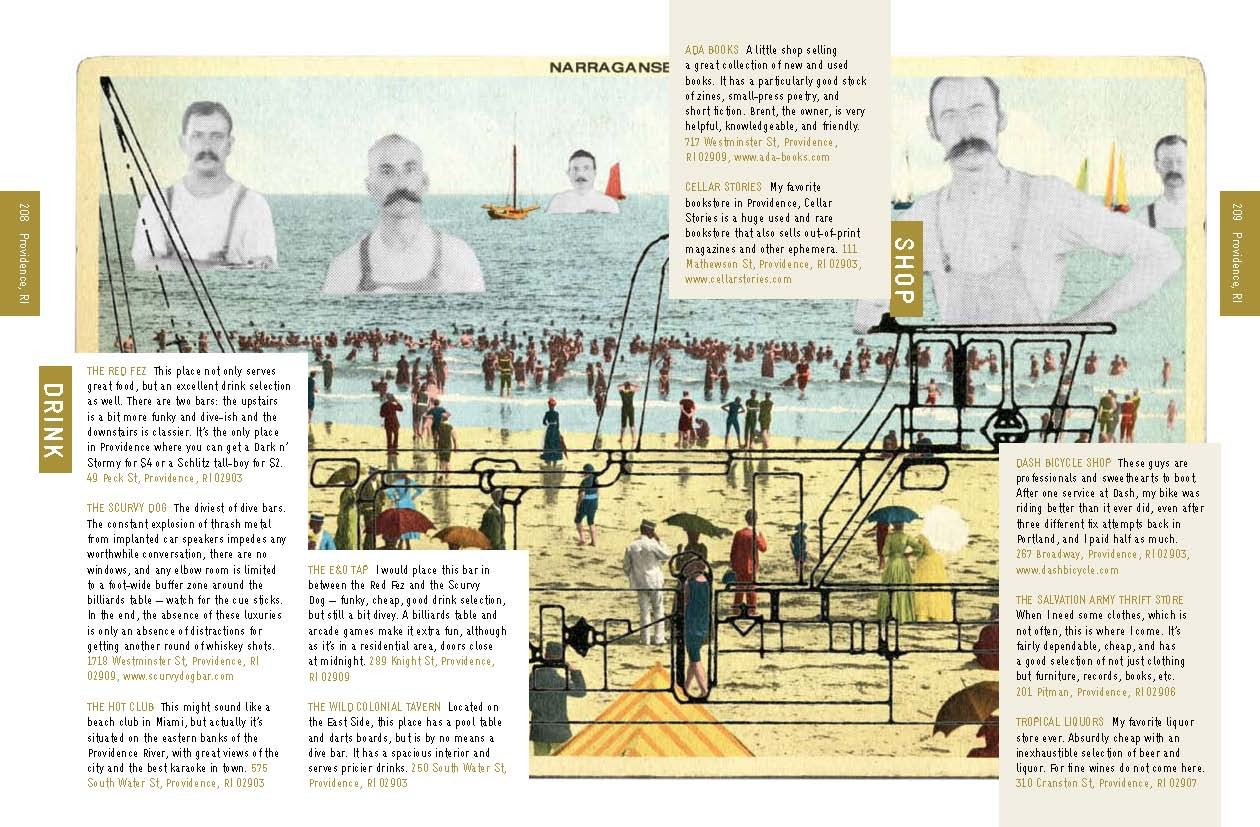 208 Providence, RI
NARRAGANSE
DRINK
THE RED FEZ This place not only serves
great food, but an excellent drink selection
as well. There are two bars: the upstairs
is a bit more funky and dive-ish and the
downstairs is classier. It's the only place
in Providence where you can get a Dark n'
Stormy for $4 or a Schlitz tall-boy for $2.
49 Peck St, Providence, RI 02903
THE SCURVY DOG The diviest of dive bars.
The constant explosion of thrash metal
from implanted car speakers impedes any
worthwhile conversation, there are no
windows, and any elbow room is limited
to a foot-wide buffer zone around the
billiards table – watch for the cue sticks.
In the end, the absence of these luxuries
is only an absence of distractions for
getting another round of whiskey shots.
1718 Westminster St, Providence, RI
02909, www.scurvydogbar.com
THE HOT CLUB This might sound like a
beach club in Miami, but actually it's
situated on the eastern banks of the
Providence River, with great views of the
city and the best karaoke in town. 575
South Water St, Providence, RI 02903
THE E&O TAP I would place this bar in
between the Red Fez and the Scurvy
Dog – funky, cheap, good drink selection,
but still a bit divey. A billiards table and
arcade games make it extra fun, although
as it's in a residential area, doors close
at midnight. 289 Knight St, Providence,
RI 02909
THE WILD COLONIAL TAVERN Located on
the East Side, this place has a pool table
and darts boards, but is by no means a
dive bar. It has a spacious interior and
serves pricier drinks. 250 South Water St,
Providence, RI 02903
ADA BOOKS A little shop selling
a great collection of new and used
books. It has a particularly good stock
of zines, small-press poetry, and
short fiction. Brent, the owner, is very
helpful, knowledgeable, and friendly.
717 Westminster St, Providence,
RI 02909, www.ada-books.com
CELLAR STORIES My favorite
bookstore in Providence, Cellar
Stories is a huge used and rare
bookstore that also sells out-of-print
magazines and other ephemera. 111
Mathewson St, Providence, RI 02903,
www.cellarstories.com
SHOP
DASH BICYCLE SHOP These guys are
professionals and sweethearts to boot.
After one service at Dash, my bike was
riding better than it ever did, even after
three different fix attempts back in
Portland, and I paid half as much.
267 Broadway, Providence, RI 02903,
www.dashbicycle.com
THE SALVATION ARMY THRIFT STORE
When I need some clothes, which is
not often, this is where I come. It's
fairly dependable, cheap, and has
a good selection of not just clothing
but furniture, records, books, etc.
201 Pitman, Providence, RI 02906
TROPICAL LIQUORS My favorite liquor
store ever. Absurdly cheap with an
inexhaustible selection of beer and
liquor. For fine wines do not come here.
310 Cranston St, Providence, RI 02907
209 Providence, RI